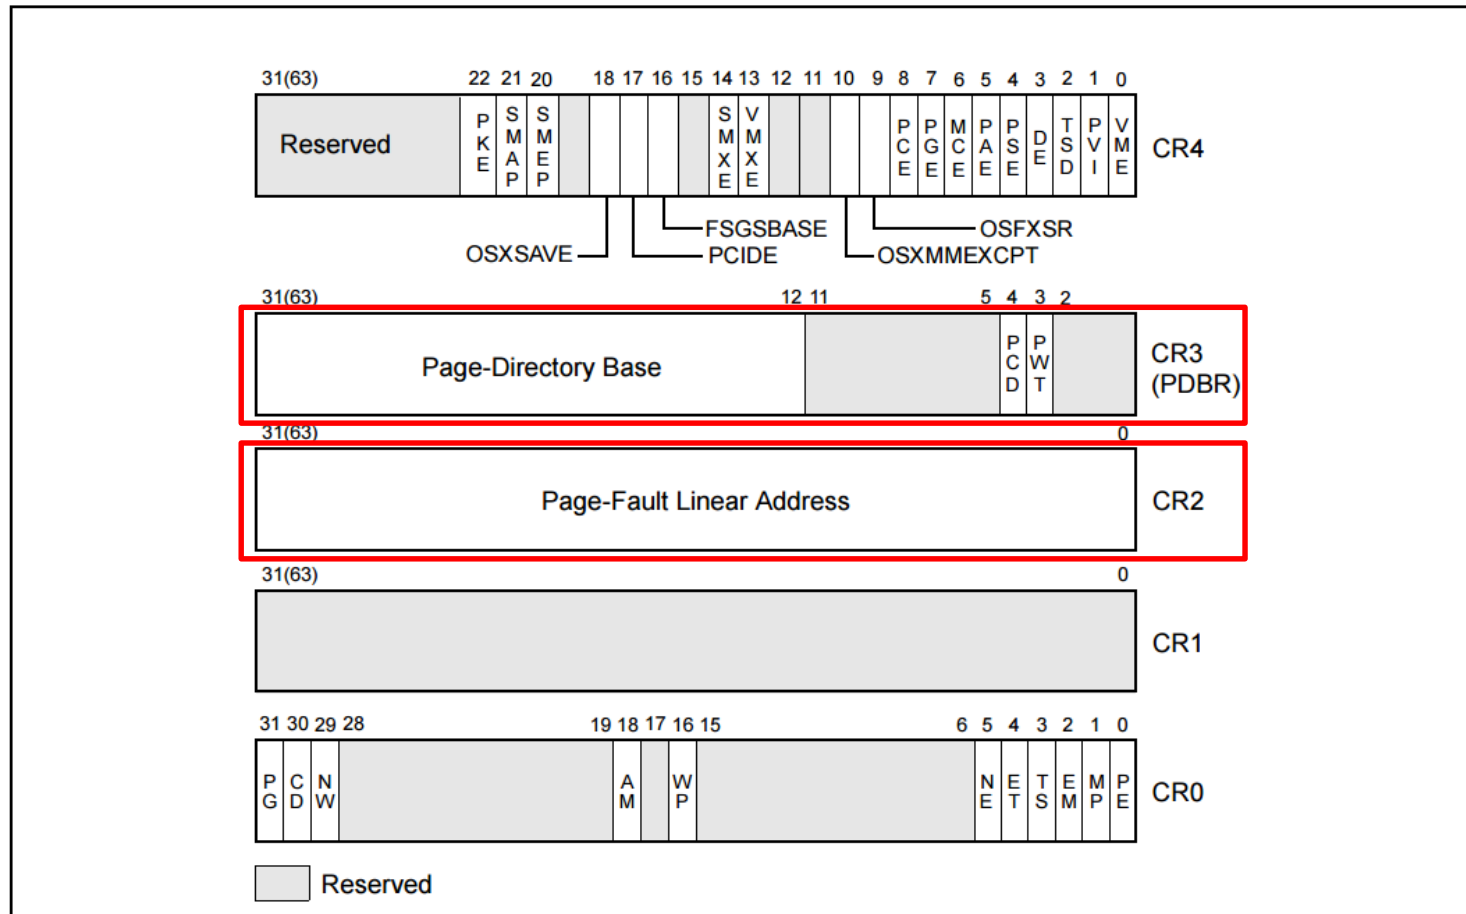 31(63) 22 21 20 18 17 16 15 14 13 12 11 10 9 8 7 6 5 4 3 2 1 0
Reserved PKE SMAP SMEP SMXE VMXE PCE PGE MCE PAE PSE DE TSD PVI VME CR4
FSGSBASE OSFXSR
OSXSAVE PCIDE OSXMMEXCPT
31(63) 12 11 5 4 3 2
Page-Directory Base PCD PWT CR3
(PDBR)
31(63) 0
Page-Fault Linear Address CR2
31(63) 0
CR1
31 30 29 28 19 18 17 16 15 6 5 4 3 2 1 0
PG CD NW AM WP NE ET TS EM MP PE CR0
Reserved